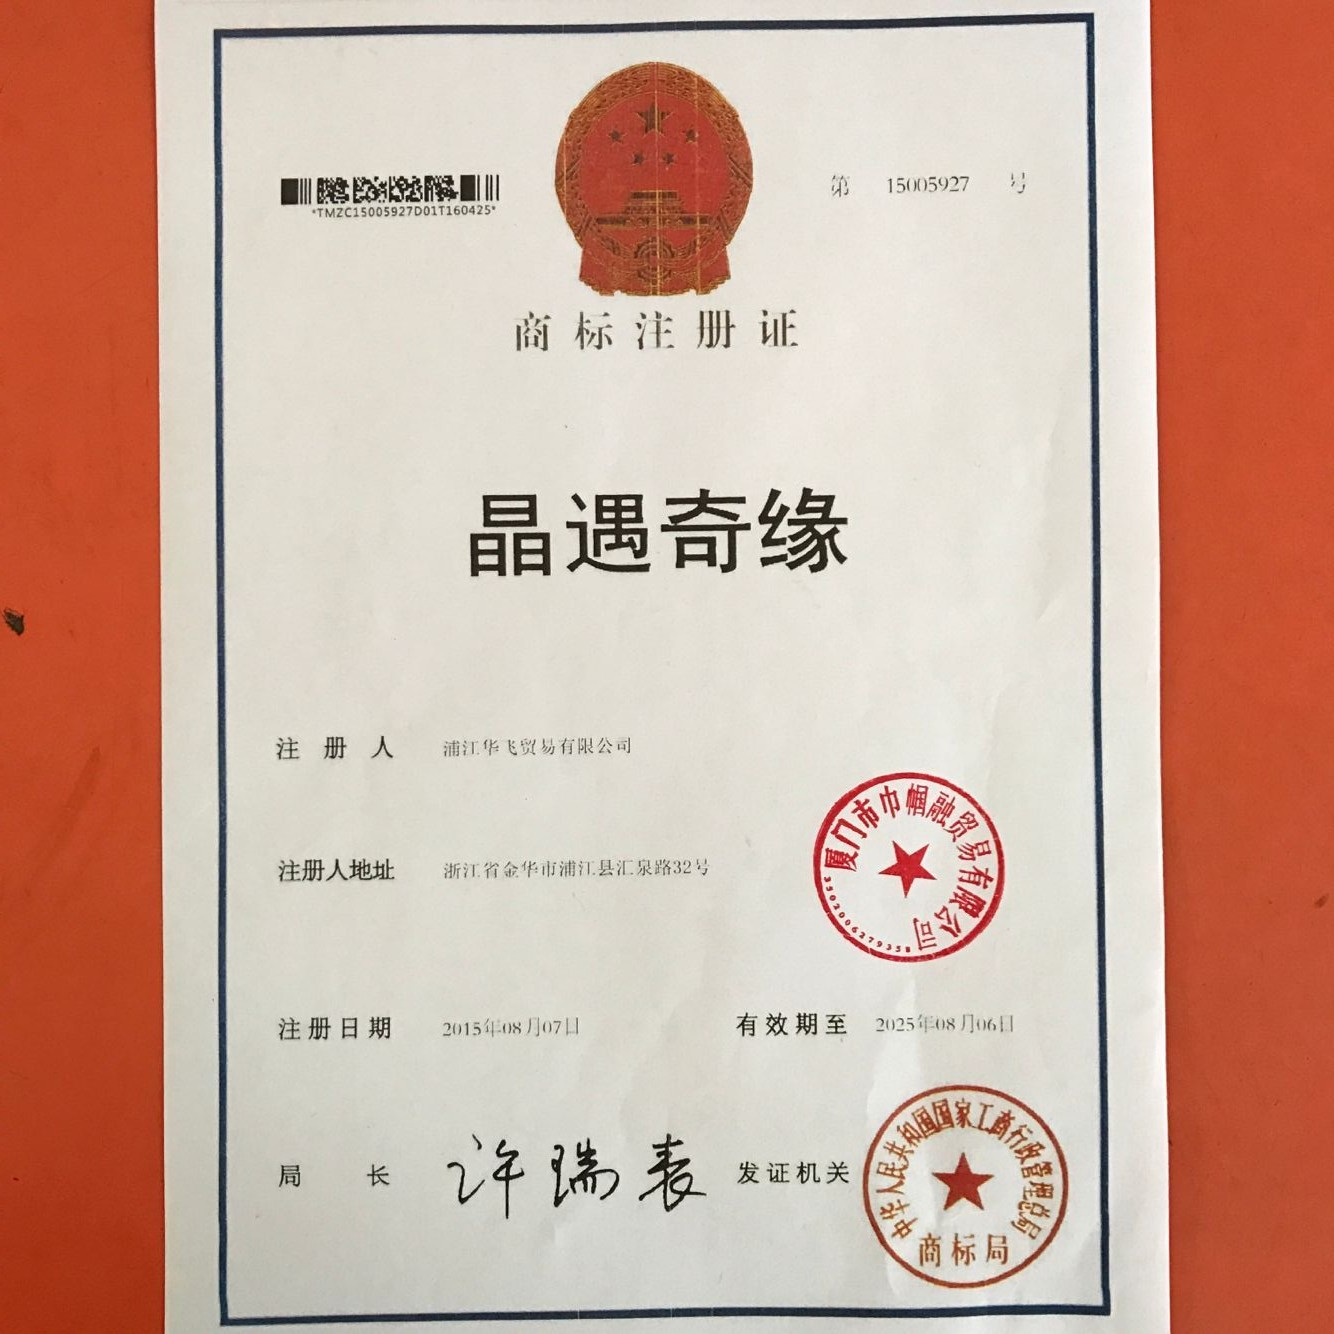 *TMZC15005927D01T160425*
第 15005927 号
商标注册证
晶遇奇缘
注册人 浦江华飞贸易有限公司
厦门市巾帼融贸易有限公司
3502006279358
注册人地址 浙江省金华市浦江县汇泉路32号
注册日期 2015年08月07日 有效期至 2025年08月06日
局长 许瑞表 发证机关
中华人民共和国国家工商行政管理总局
商标局